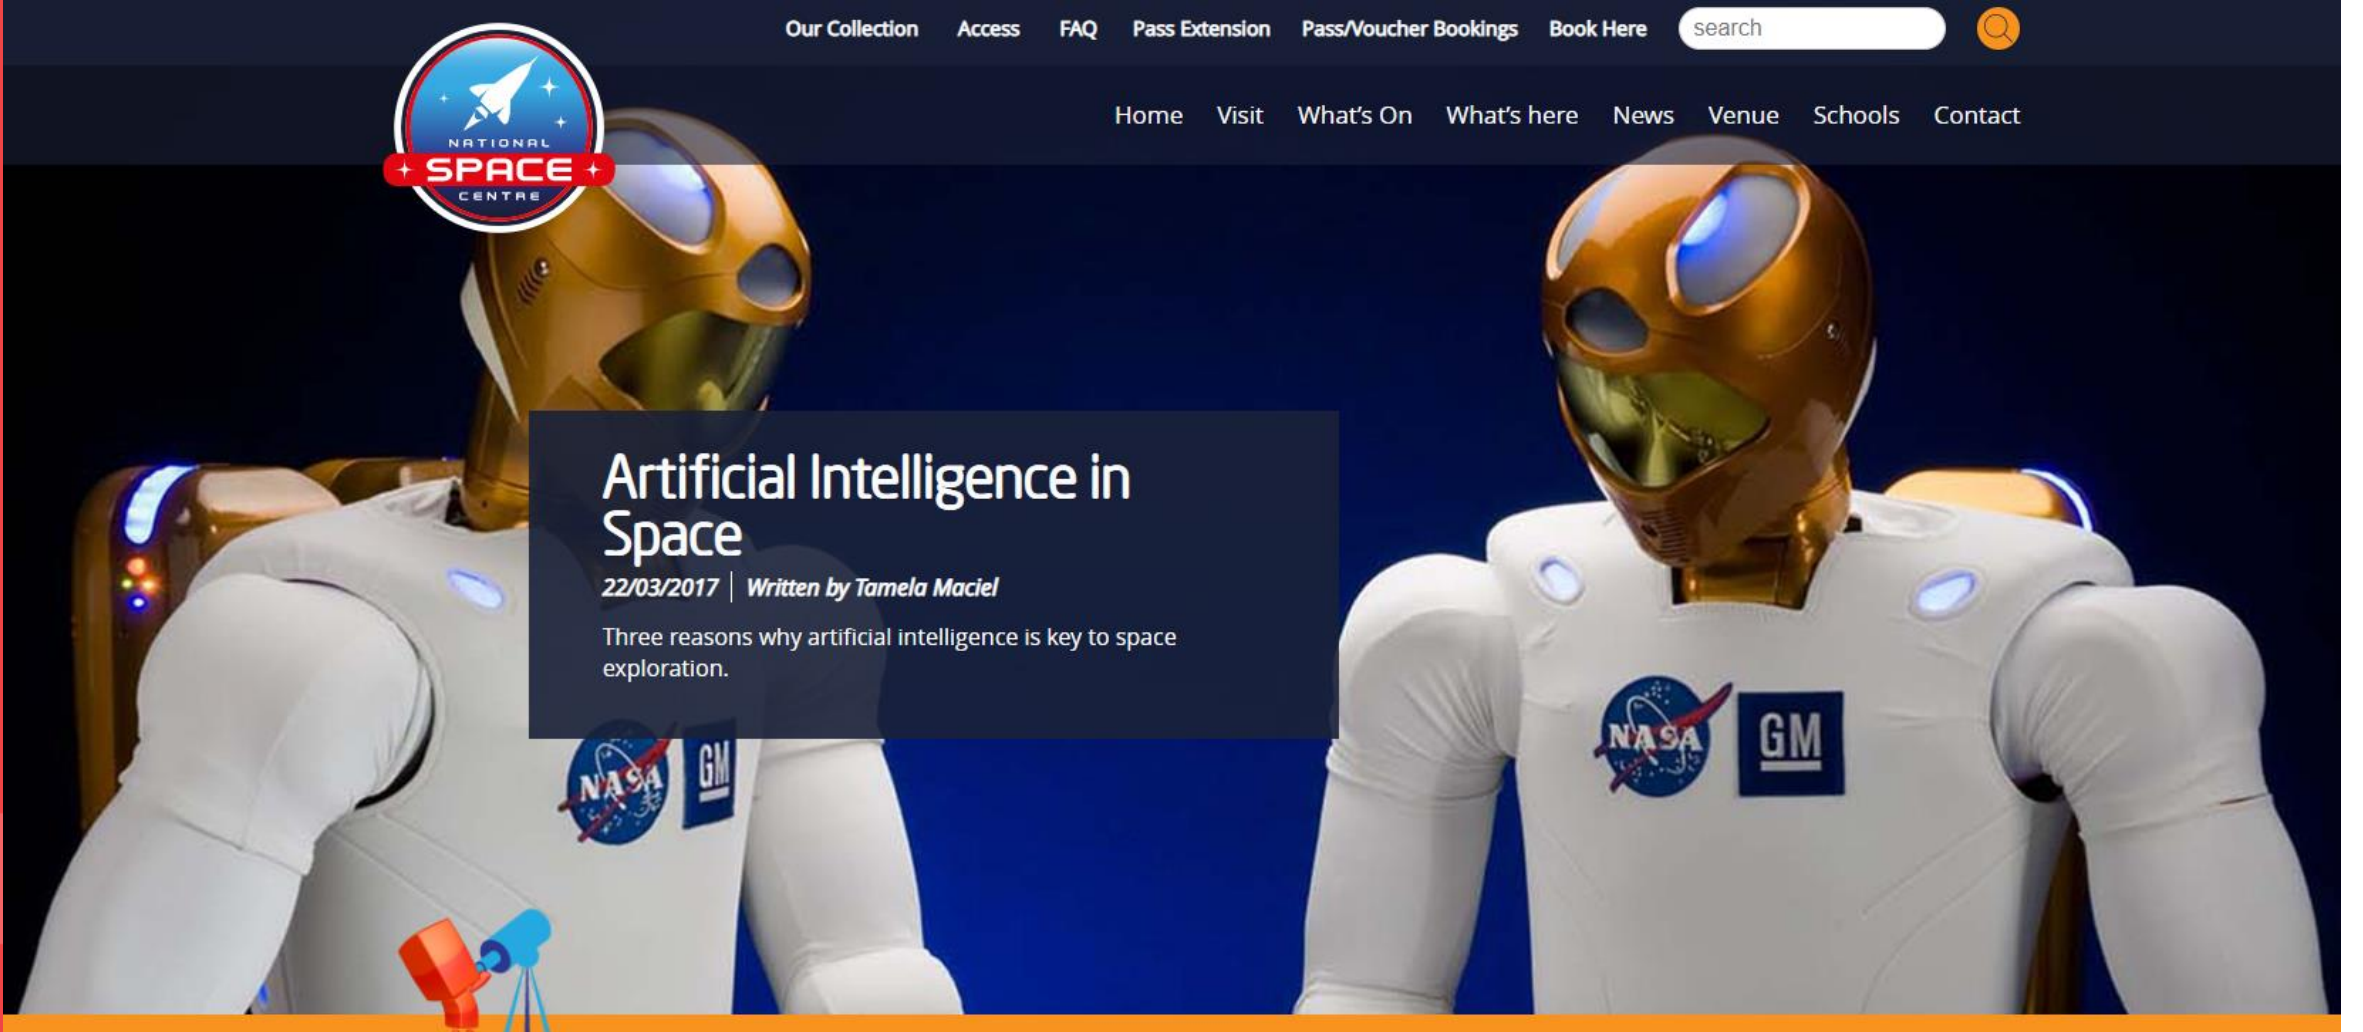 Our Collection Access FAQ Pass Extension Pass/Voucher Bookings Book Here search
NATIONAL
SPACE
CENTRE
Home Visit What's On What's here News Venue Schools Contact
Artificial Intelligence in
Space
22/03/2017 | Written by Tamela Maciel
Three reasons why artificial intelligence is key to space
exploration.
NASA GM
NASA GM